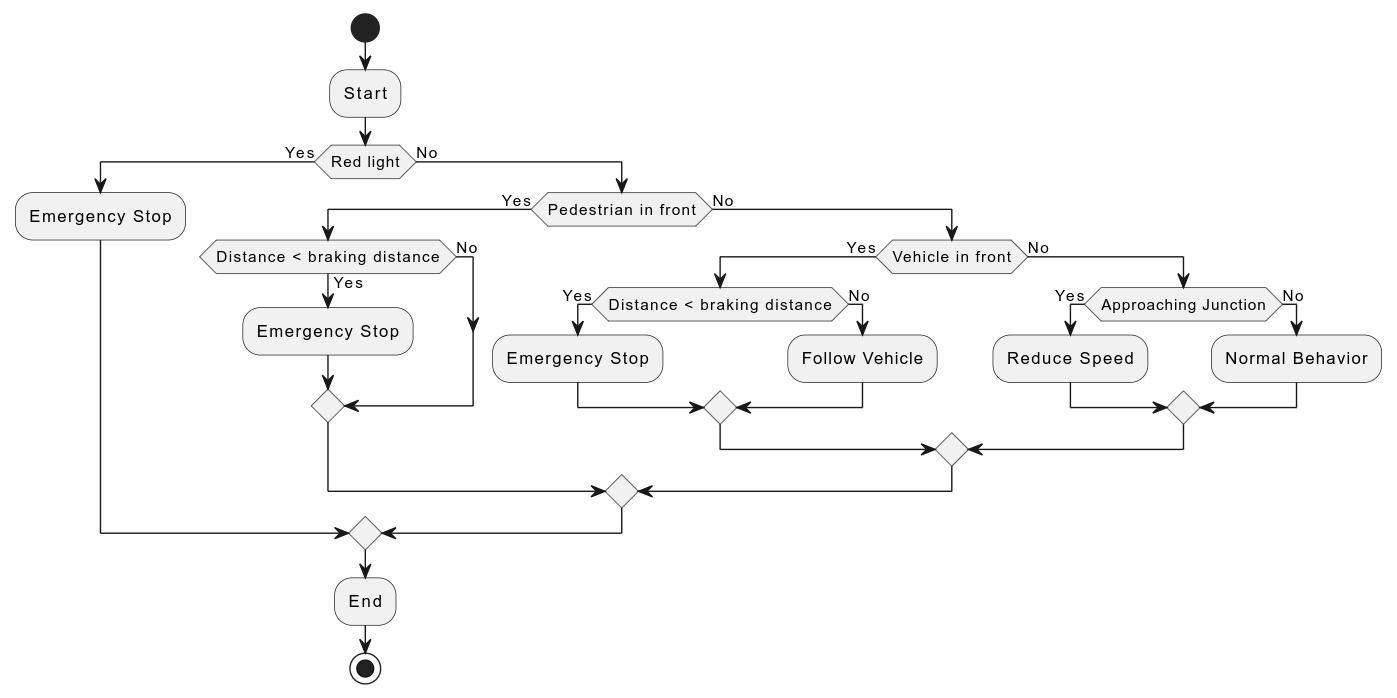 Start
Yes
Red light
No
Emergency Stop
Yes
Pedestrian in front
No
Distance < braking distance
No
Yes
Emergency Stop
Yes
Vehicle in front
No
Yes
Distance < braking distance
No
Emergency Stop
Follow Vehicle
Yes
Approaching Junction
No
Reduce Speed
Normal Behavior
End